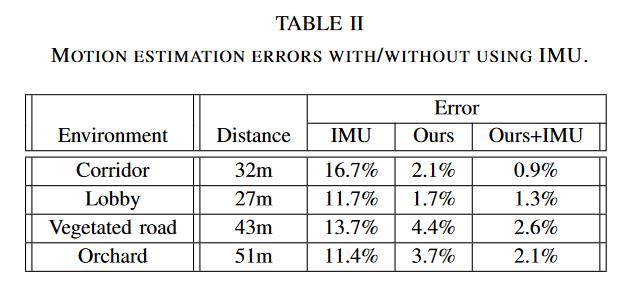 TABLE II
MOTION ESTIMATION ERRORS WITH/WITHOUT USING IMU.
Error
Environment Distance IMU Ours Ours+IMU
Corridor 32m 16.7% 2.1% 0.9%
Lobby 27m 11.7% 1.7% 1.3%
Vegetated road 43m 13.7% 4.4% 2.6%
Orchard 51m 11.4% 3.7% 2.1%